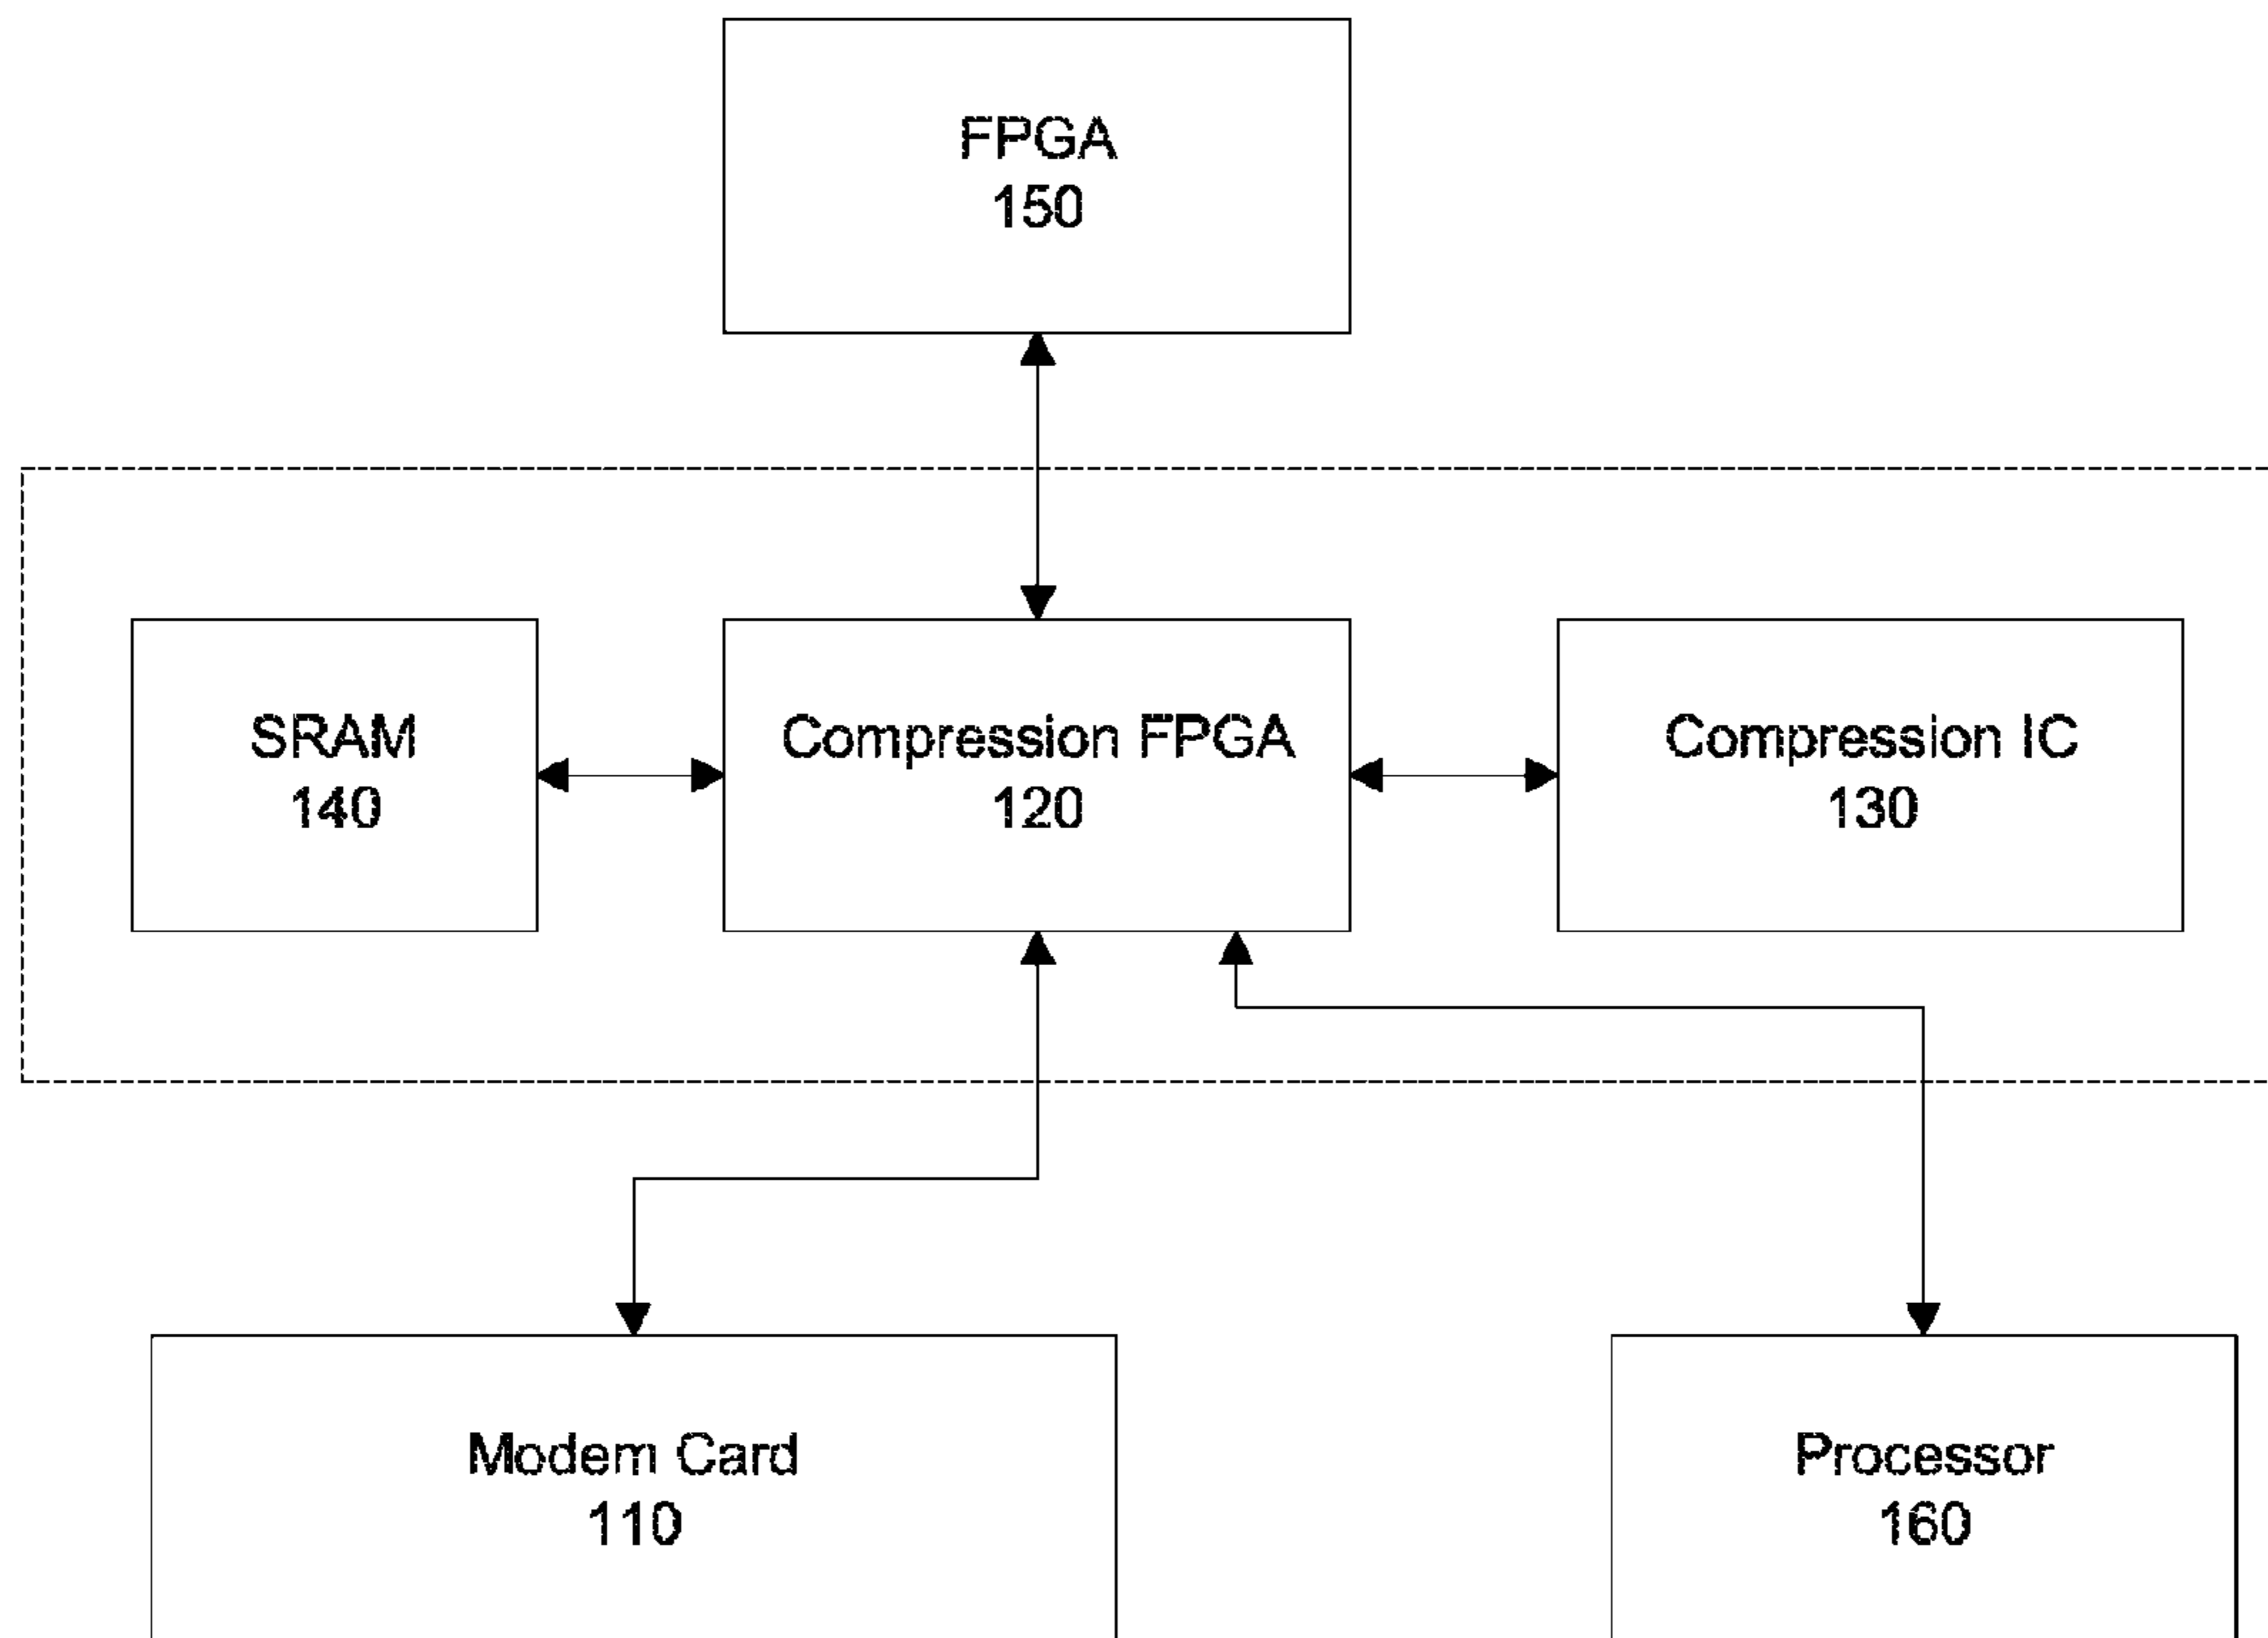 FPGA
150
SRAM
140
Compression FPGA
120
Compression IC
130
Modem Card
110
Processor
160